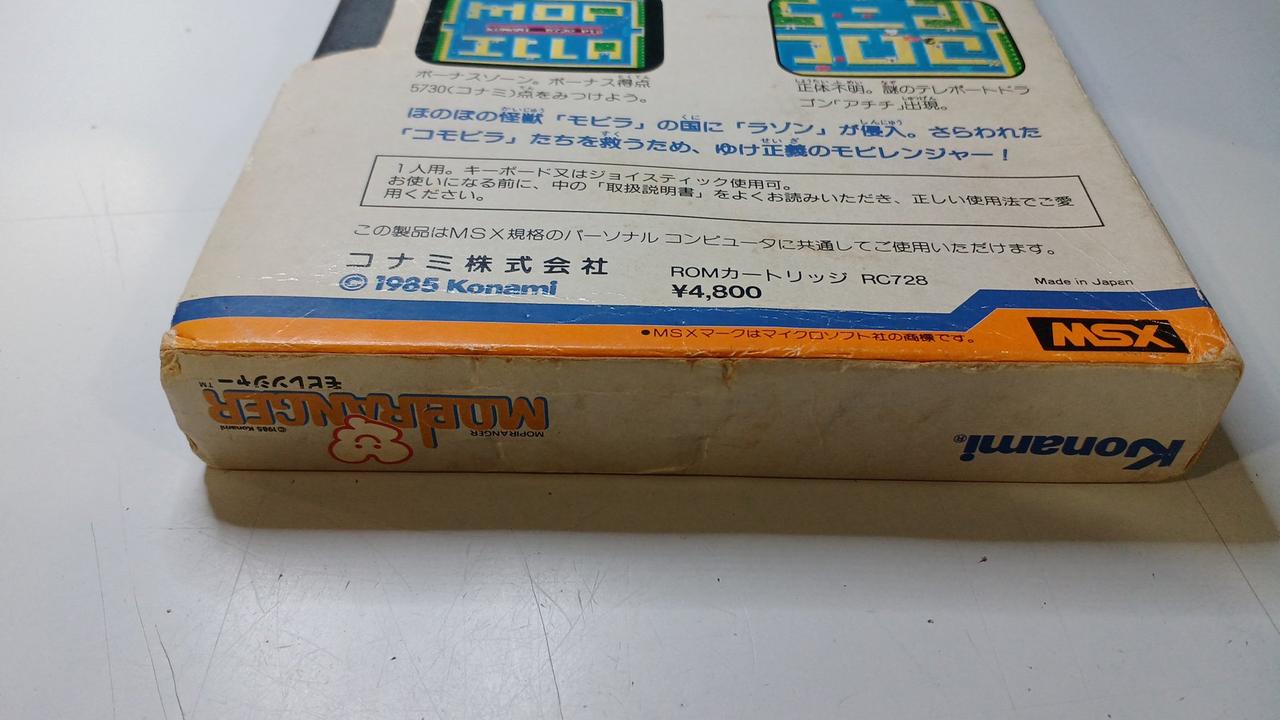 MOP
ボーナスゾーン。ボーナス得点
5730(コナミ)点をみつけよう。
正体不明。謎のテレポートドラ
ゴン「アチチ」出現。
ほのぼの怪獣「モピラ」の国に「ラゾン」が侵入。さらわれた
「コモピラ」たちを救うため、ゆけ正義のモピレンジャー!
1人用。キーボード又はジョイスティック使用可。
お使いになる前に、中の「取扱説明書」をよくお読みいただき、正しい使用法でご愛
用ください。
この製品はMSX規格のパーソナルコンピュータに共通してご使用いただけます。
コナミ株式会社
©1985 Konami
ROMカートリッジ RC728
¥4,800
Made in Japan
●MSXマークはマイクロソフト社の商標です。
MSX
Konami®
MOPIRANGER
MOPIRANGER
モピレンジャー™
©1985 Konami